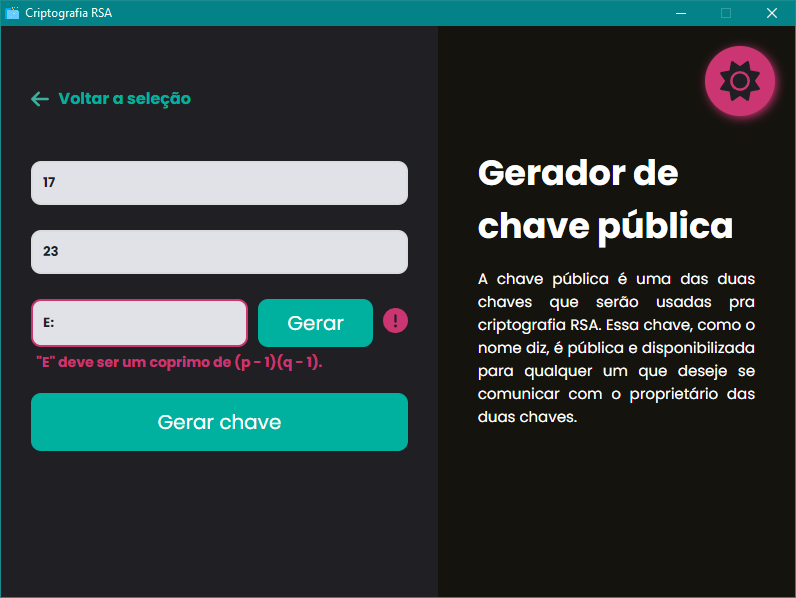 Criptografia RSA
Voltar a seleção
17
23
E:
Gerar
!
"E" deve ser um coprimo de (p - 1)(q - 1).
Gerar chave
Gerador de
chave pública
A chave pública é uma das duas
chaves que serão usadas pra
criptografia RSA. Essa chave, como o
nome diz, é pública e disponibilizada
para qualquer um que deseje se
comunicar com o proprietário das
duas chaves.